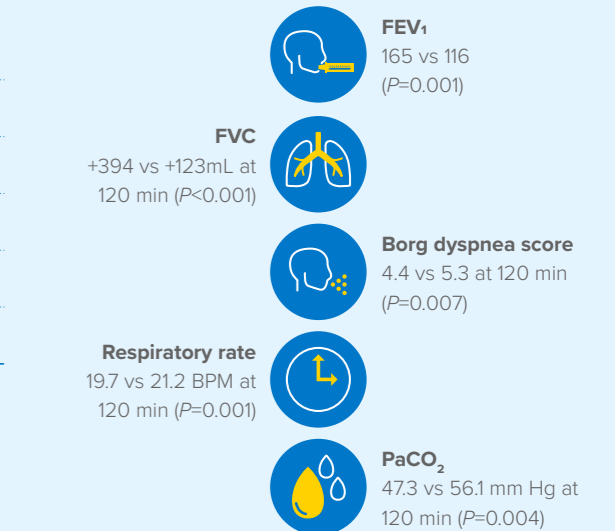 FEV₁
165 vs 116
(P=0.001)
FVC
+394 vs +123mL at
120 min (P<0.001)
Borg dyspnea score
4.4 vs 5.3 at 120 min
(P=0.007)
Respiratory rate
19.7 vs 21.2 BPM at
120 min (P=0.001)
PaCO₂
47.3 vs 56.1 mm Hg at
120 min (P=0.004)